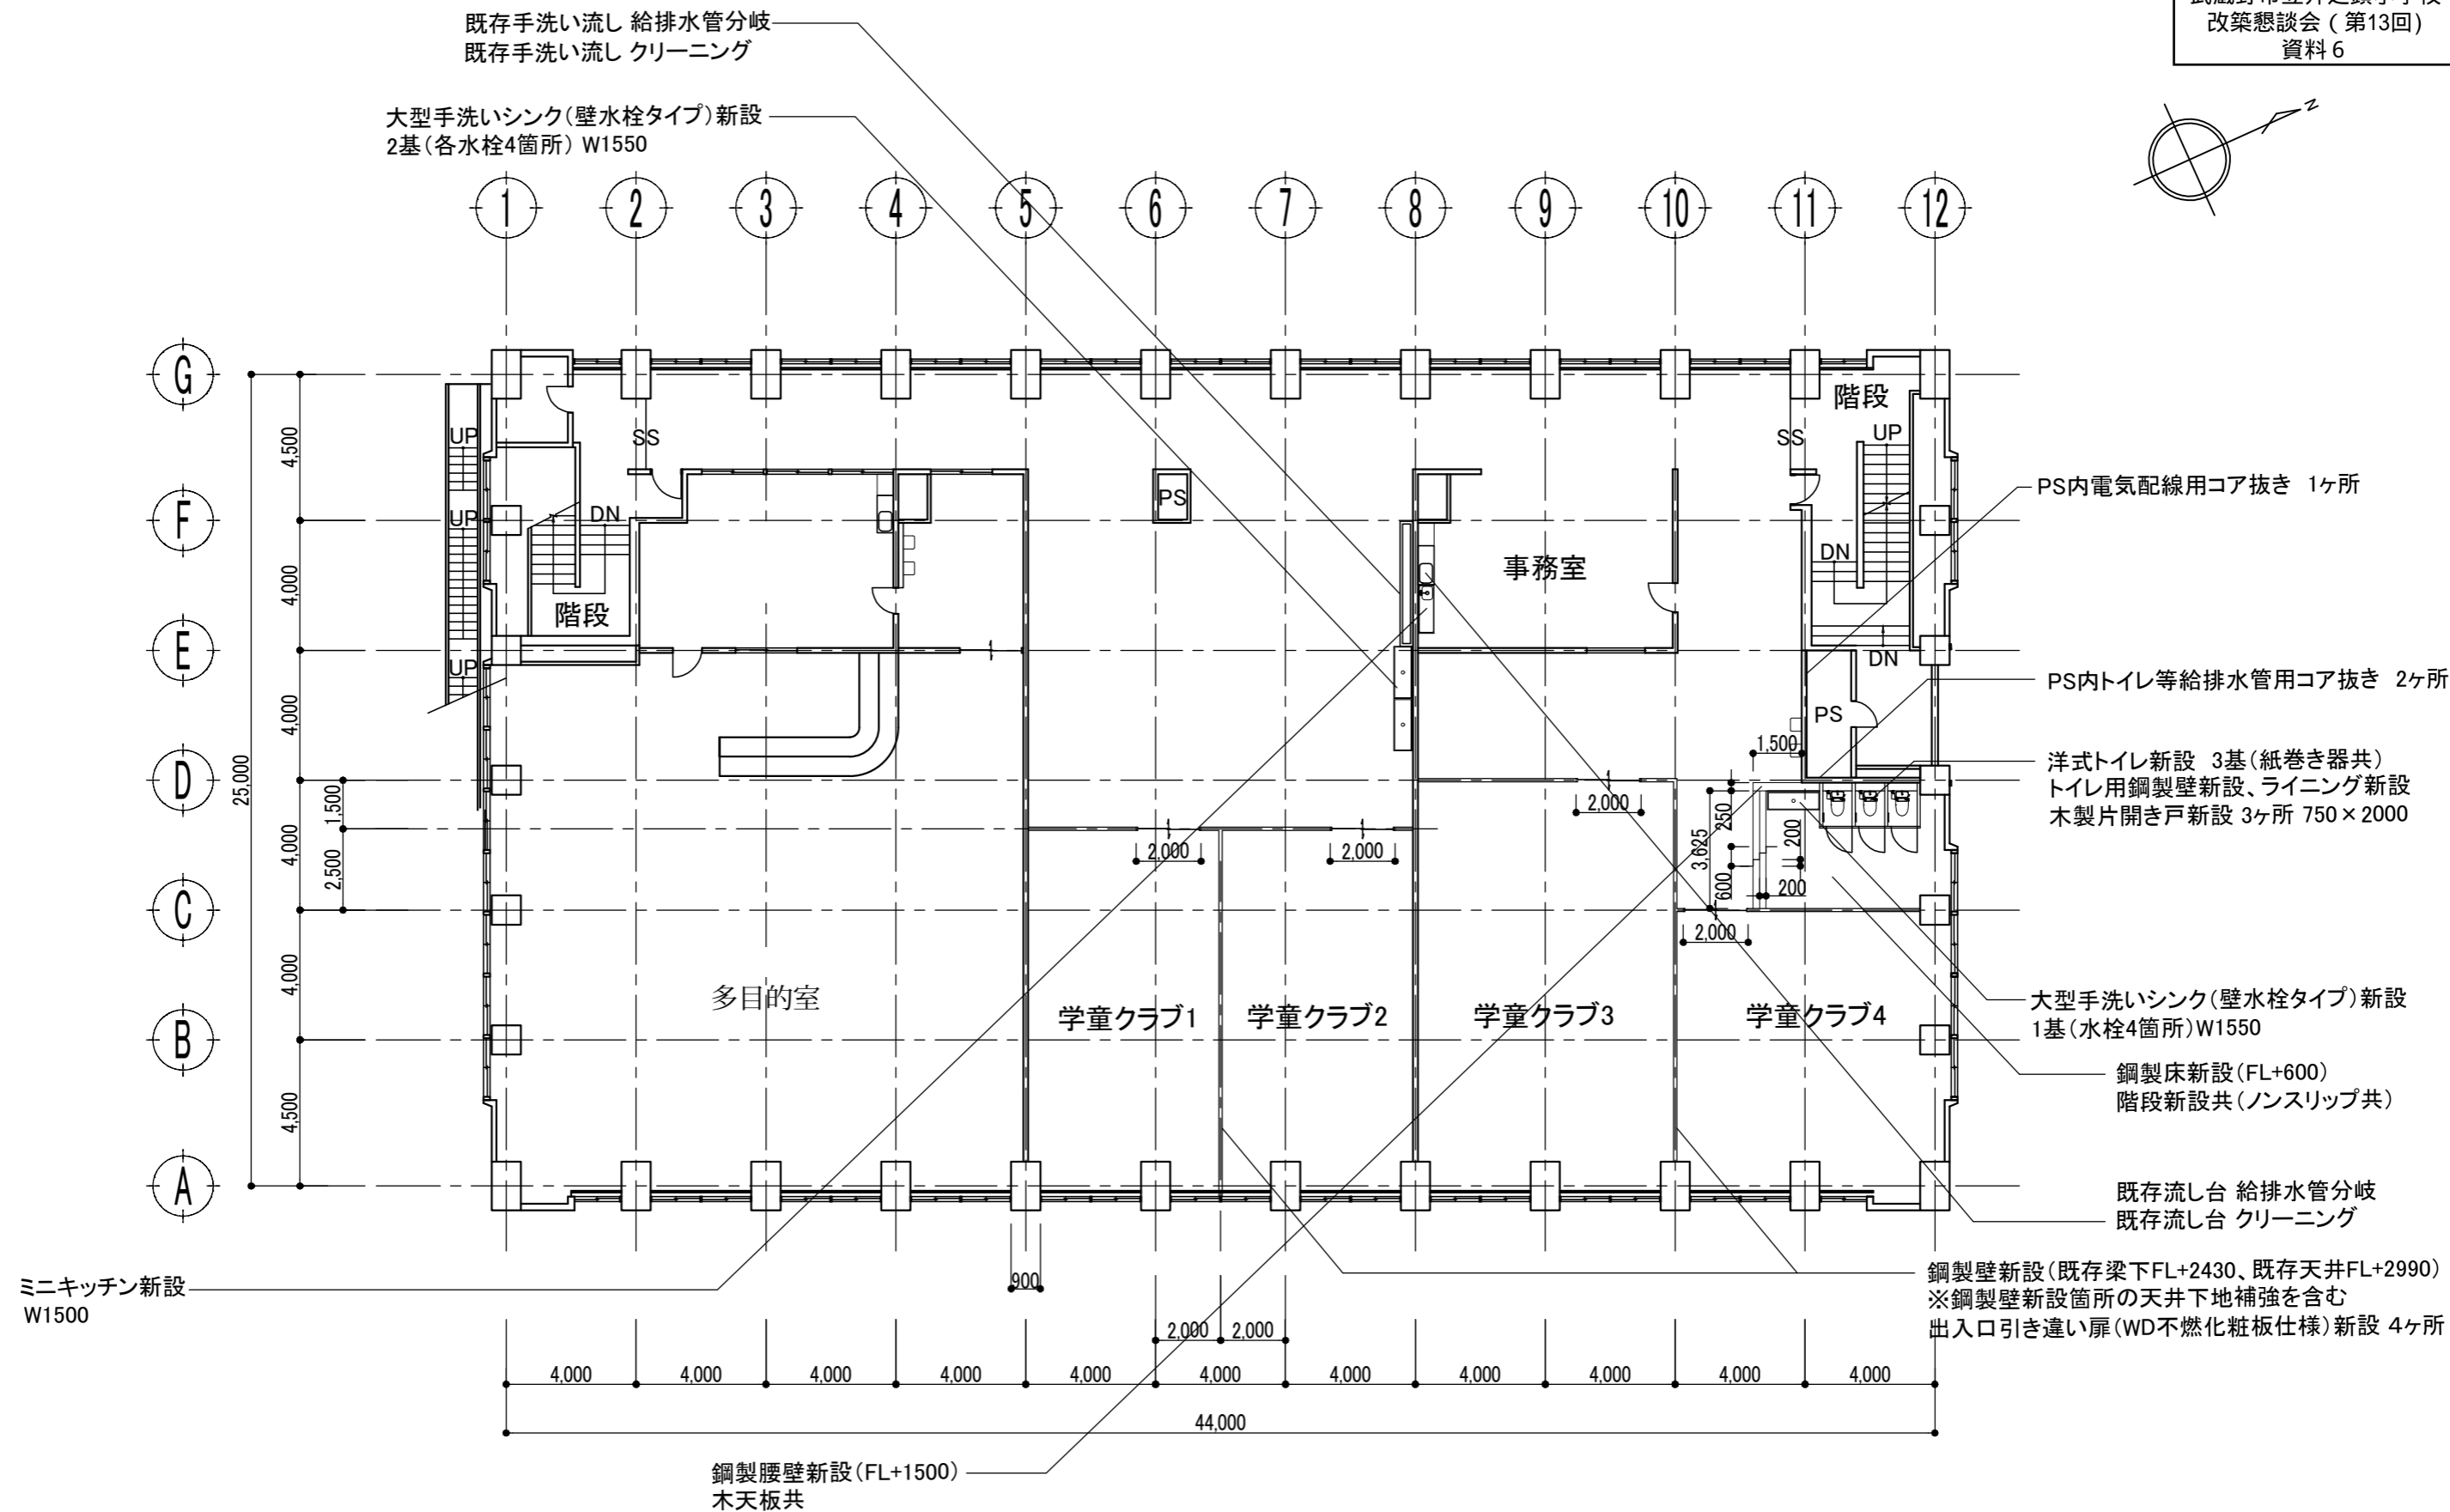 改築懇談会(第13回)
資料6
既存手洗い流し 給排水管分岐
既存手洗い流し クリーニング
大型手洗いシンク(壁水栓タイプ)新設
2基(各水栓4箇所) W1550
N
1
2
3
4
5
6
7
8
9
10
11
12
G
F
E
D
C
B
A
4,500
4,000
4,000
4,000
4,000
4,500
25,000
1,500
2,500
UP
UP
UP
SS
DN
階段
PS
事務室
SS
階段
UP
DN
DN
PS
PS内電気配線用コア抜き 1ヶ所
PS内トイレ等給排水管用コア抜き 2ヶ所
洋式トイレ新設 3基(紙巻き器共)
トイレ用鋼製壁新設、ライニング新設
木製片開き戸新設 3ヶ所 750×2000
1,500
2,000
2,000
2,000
3,625
250
200
600
200
2,000
多目的室
学童クラブ1
学童クラブ2
学童クラブ3
学童クラブ4
大型手洗いシンク(壁水栓タイプ)新設
1基(水栓4箇所)W1550
鋼製床新設(FL+600)
階段新設共(ノンスリップ共)
既存流し台 給排水管分岐
既存流し台 クリーニング
鋼製壁新設(既存梁下FL+2430、既存天井FL+2990)
※鋼製壁新設箇所の天井下地補強を含む
出入口引き違い扉(WD不燃化粧板仕様)新設 4ヶ所
ミニキッチン新設
W1500
900
2,000
2,000
4,000
4,000
4,000
4,000
4,000
4,000
4,000
4,000
4,000
4,000
4,000
44,000
鋼製腰壁新設(FL+1500)
木天板共